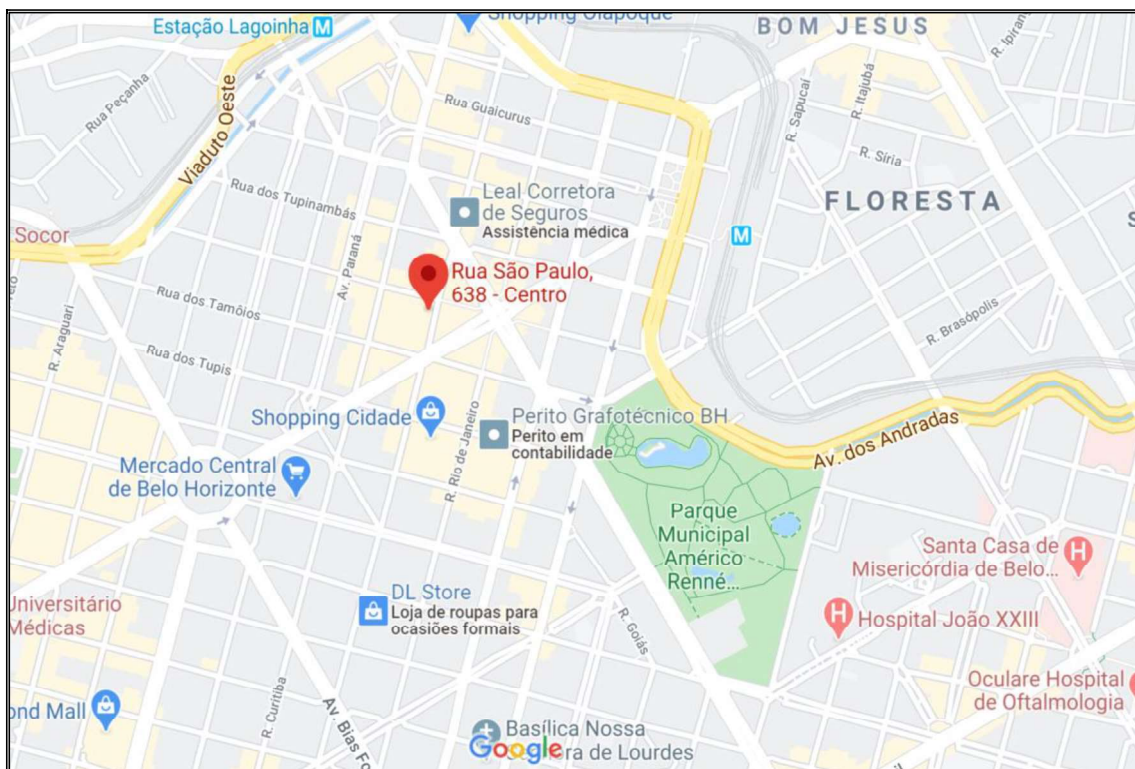 Estação Lagoinha M
Shopping Oiapoque
BOM JESUS
R. Ipiranga
Rua Peçanha
Viaduto Oeste
Rua Guaicurus
R. Sapucaí
R. Itajubá
R. Síria
Rua dos Tupinambás
Leal Corretora
de Seguros
Assistência médica
FLORESTA
Socor
M
Av. Paraná
Rua São Paulo,
638 - Centro
Rua dos Tamôios
R. Araguari
Rua dos Tupis
R. Brasópolis
Shopping Cidade
R. Rio de Janeiro
Perito Grafotécnico BH
Perito em
contabilidade
Av. dos Andradas
Mercado Central
de Belo Horizonte
Parque
Municipal
Américo
Renné...
Santa Casa de
Misericórdia de Belo...
H
DL Store
Loja de roupas para
ocasiões formais
Universitário
Médicas
R. Goiás
H
Hospital João XXIII
Oculare Hospital
de Oftalmologia
ond Mall
R. Curitiba
Av. Bias Fo
Basílica Nossa
ra de Lourdes
Google